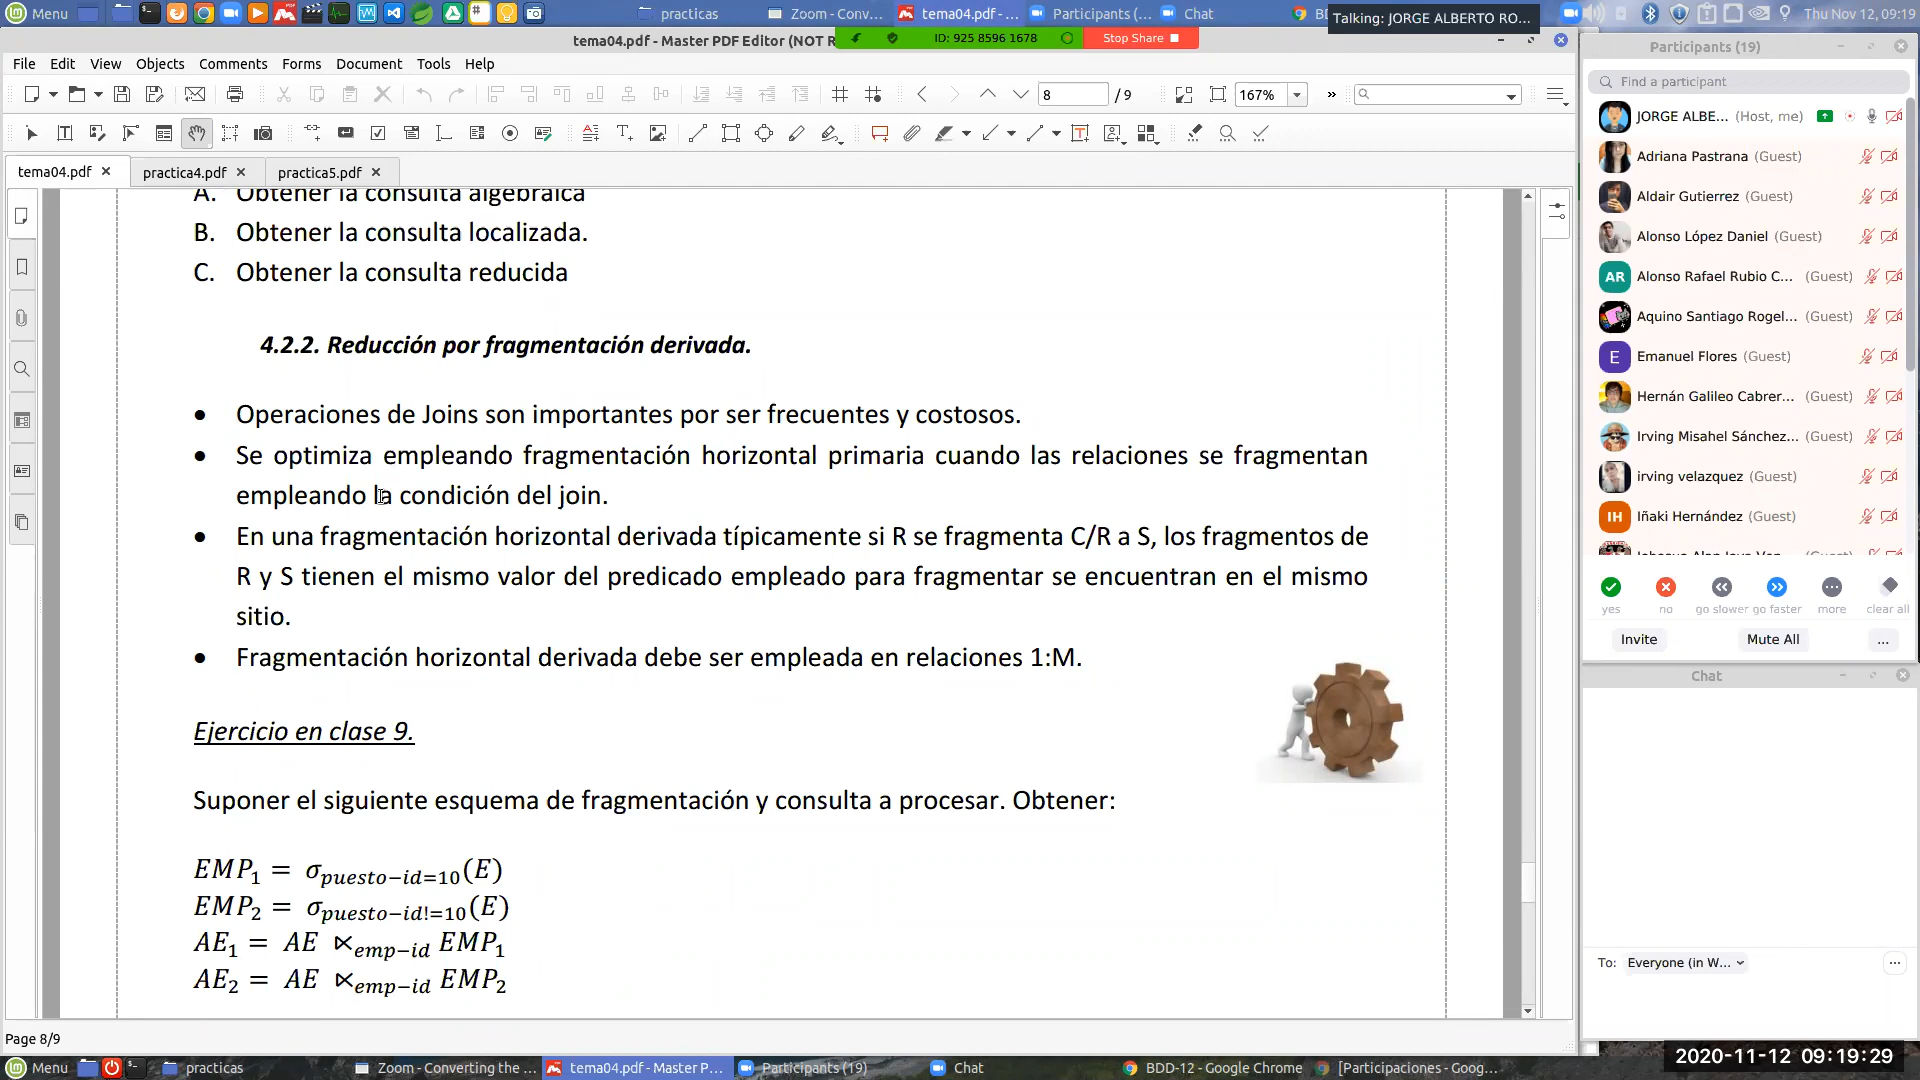 Menu
practicas
Zoom - Conv...
tema04.pdf - ...
Participants (...
Chat
Talking: JORGE ALBERTO RO...
Thu Nov 12, 09:19
tema04.pdf - Master PDF Editor (NOT R
ID: 925 8596 1678
Stop Share
Participants (19)
File Edit View Objects Comments Forms Tools Help
Find a participant
8 / 9
167%
tema04.pdf
practica4.pdf
practica5.pdf
A. Obtener la consulta algebraica
B. Obtener la consulta localizada.
C. Obtener la consulta reducida
4.2.2. Reducción por fragmentación derivada.
• Operaciones de Joins son importantes por ser frecuentes y costosos.
• Se optimiza empleando fragmentación horizontal primaria cuando las relaciones se fragmentan
empleando la condición del join.
• En una fragmentación horizontal derivada típicamente si R se fragmenta C/R a S, los fragmentos de
R y S tienen el mismo valor del predicado empleado para fragmentar se encuentran en el mismo
sitio.
• Fragmentación horizontal derivada debe ser empleada en relaciones 1:M.
Ejercicio en clase 9.
Suponer el siguiente esquema de fragmentación y consulta a procesar. Obtener:
EMP₁ = σ_puesto−id=10(E)
EMP₂ = σ_puesto−id!=10(E)
AE₁ = AE ⋉_emp−id EMP₁
AE₂ = AE ⋉_emp−id EMP₂
Page 8/9
JORGE ALBE... (Host, me)
Adriana Pastrana (Guest)
Aldair Gutierrez (Guest)
Alonso López Daniel (Guest)
AR Alonso Rafael Rubio C... (Guest)
Aquino Santiago Rogel... (Guest)
E Emanuel Flores (Guest)
Hernán Galileo Cabrer... (Guest)
Irving Misahel Sánchez... (Guest)
irving velazquez (Guest)
IH Iñaki Hernández (Guest)
yes no go slower go faster more clear all
Invite
Mute All
...
Chat
To: Everyone (in W...
Menu
practicas
Zoom - Converting the ...
tema04.pdf - Master P...
Participants (19)
Chat
BDD-12 - Google Chrome
[Participaciones - Goog...
2020-11-12 09:19:29